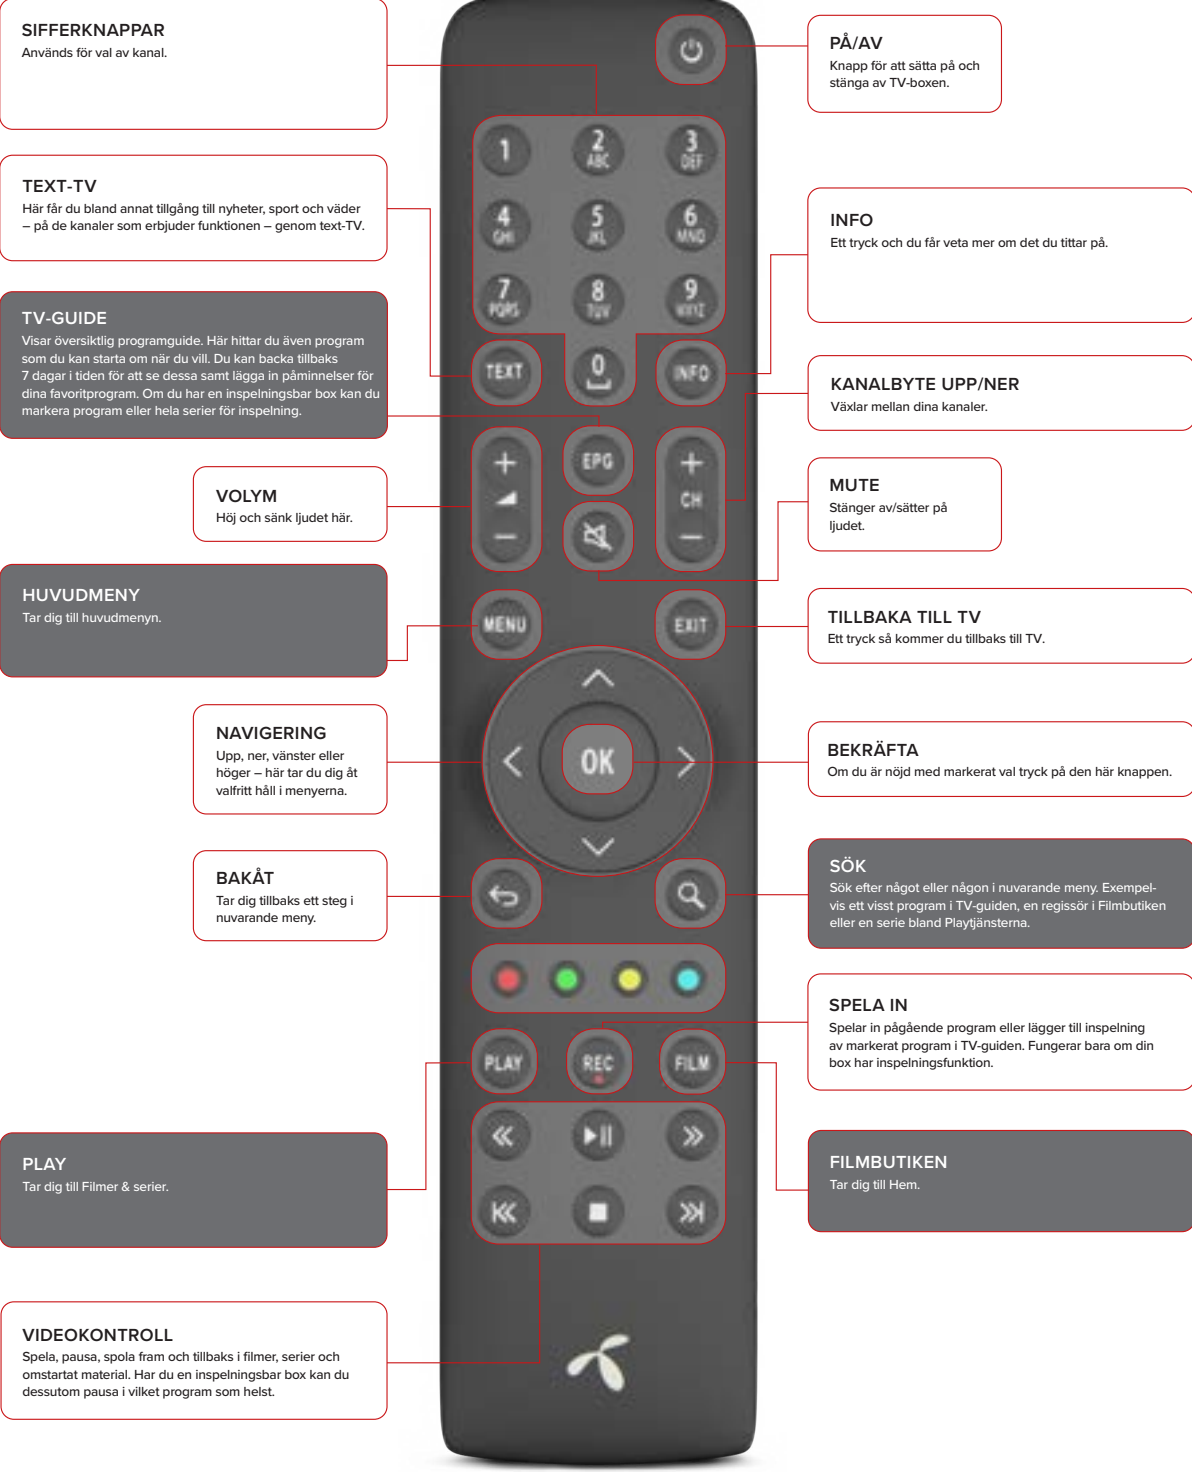 SIFFERKNAPPAR
Används för val av kanal.
TEXT-TV
Här får du bland annat tillgång till nyheter, sport och väder
– på de kanaler som erbjuder funktionen – genom text-TV.
TV-GUIDE
Visar översiktlig programguide. Här hittar du även program
som du kan starta om när du vill. Du kan backa tillbaks
7 dagar i tiden för att se dessa samt lägga in påminnelser för
dina favoritprogram. Om du har en inspelningsbar box kan du
markera program eller hela serier för inspelning.
VOLYM
Höj och sänk ljudet här.
HUVUDMENY
Tar dig till huvudmenyn.
NAVIGERING
Upp, ner, vänster eller
höger – här tar du dig åt
valfritt håll i menyerna.
BAKÅT
Tar dig tillbaks ett steg i
nuvarande meny.
PLAY
Tar dig till Filmer & serier.
VIDEOKONTROLL
Spela, pausa, spola fram och tillbaks i filmer, serier och
omstartat material. Har du en inspelningsbar box kan du
dessutom pausa i vilket program som helst.
1
2
ABC
3
DEF
4
GHI
5
JKL
6
MNO
7
PQRS
8
TUV
9
WXYZ
TEXT
0
INFO
+
EPG
+
CH
–
–
MENU
EXIT
OK
PLAY
REC
FILM
PÅ/AV
Knapp för att sätta på och
stänga av TV-boxen.
INFO
Ett tryck och du får veta mer om det du tittar på.
KANALBYTE UPP/NER
Växlar mellan dina kanaler.
MUTE
Stänger av/sätter på
ljudet.
TILLBAKA TILL TV
Ett tryck så kommer du tillbaks till TV.
BEKRÄFTA
Om du är nöjd med markerat val tryck på den här knappen.
SÖK
Sök efter något eller någon i nuvarande meny. Exempel-
vis ett visst program i TV-guiden, en regissör i Filmbutiken
eller en serie bland Playtjänsterna.
SPELA IN
Spelar in pågående program eller lägger till inspelning
av markerat program i TV-guiden. Fungerar bara om din
box har inspelningsfunktion.
FILMBUTIKEN
Tar dig till Hem.